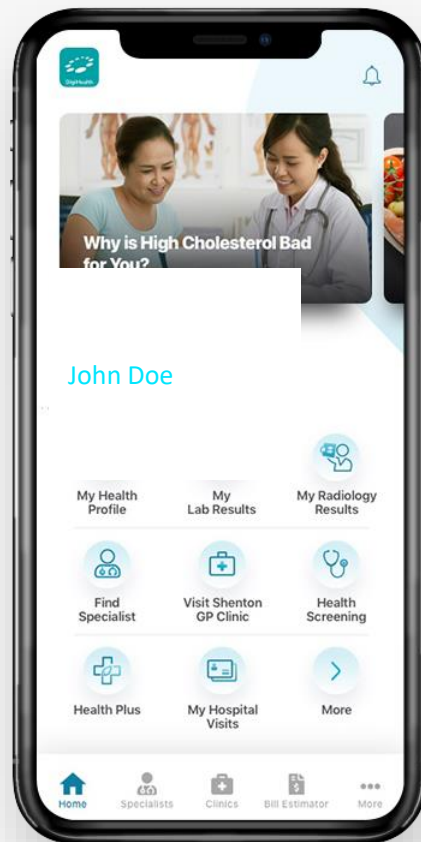 DigiHealth
Why is High Cholesterol Bad
for You?
John Doe
My Health
Profile
My
Lab Results
My Radiology
Results
Find
Specialist
Visit Shenton
GP Clinic
Health
Screening
Health Plus
My Hospital
Visits
More
Home
Specialists
Clinics
Bill Estimator
More